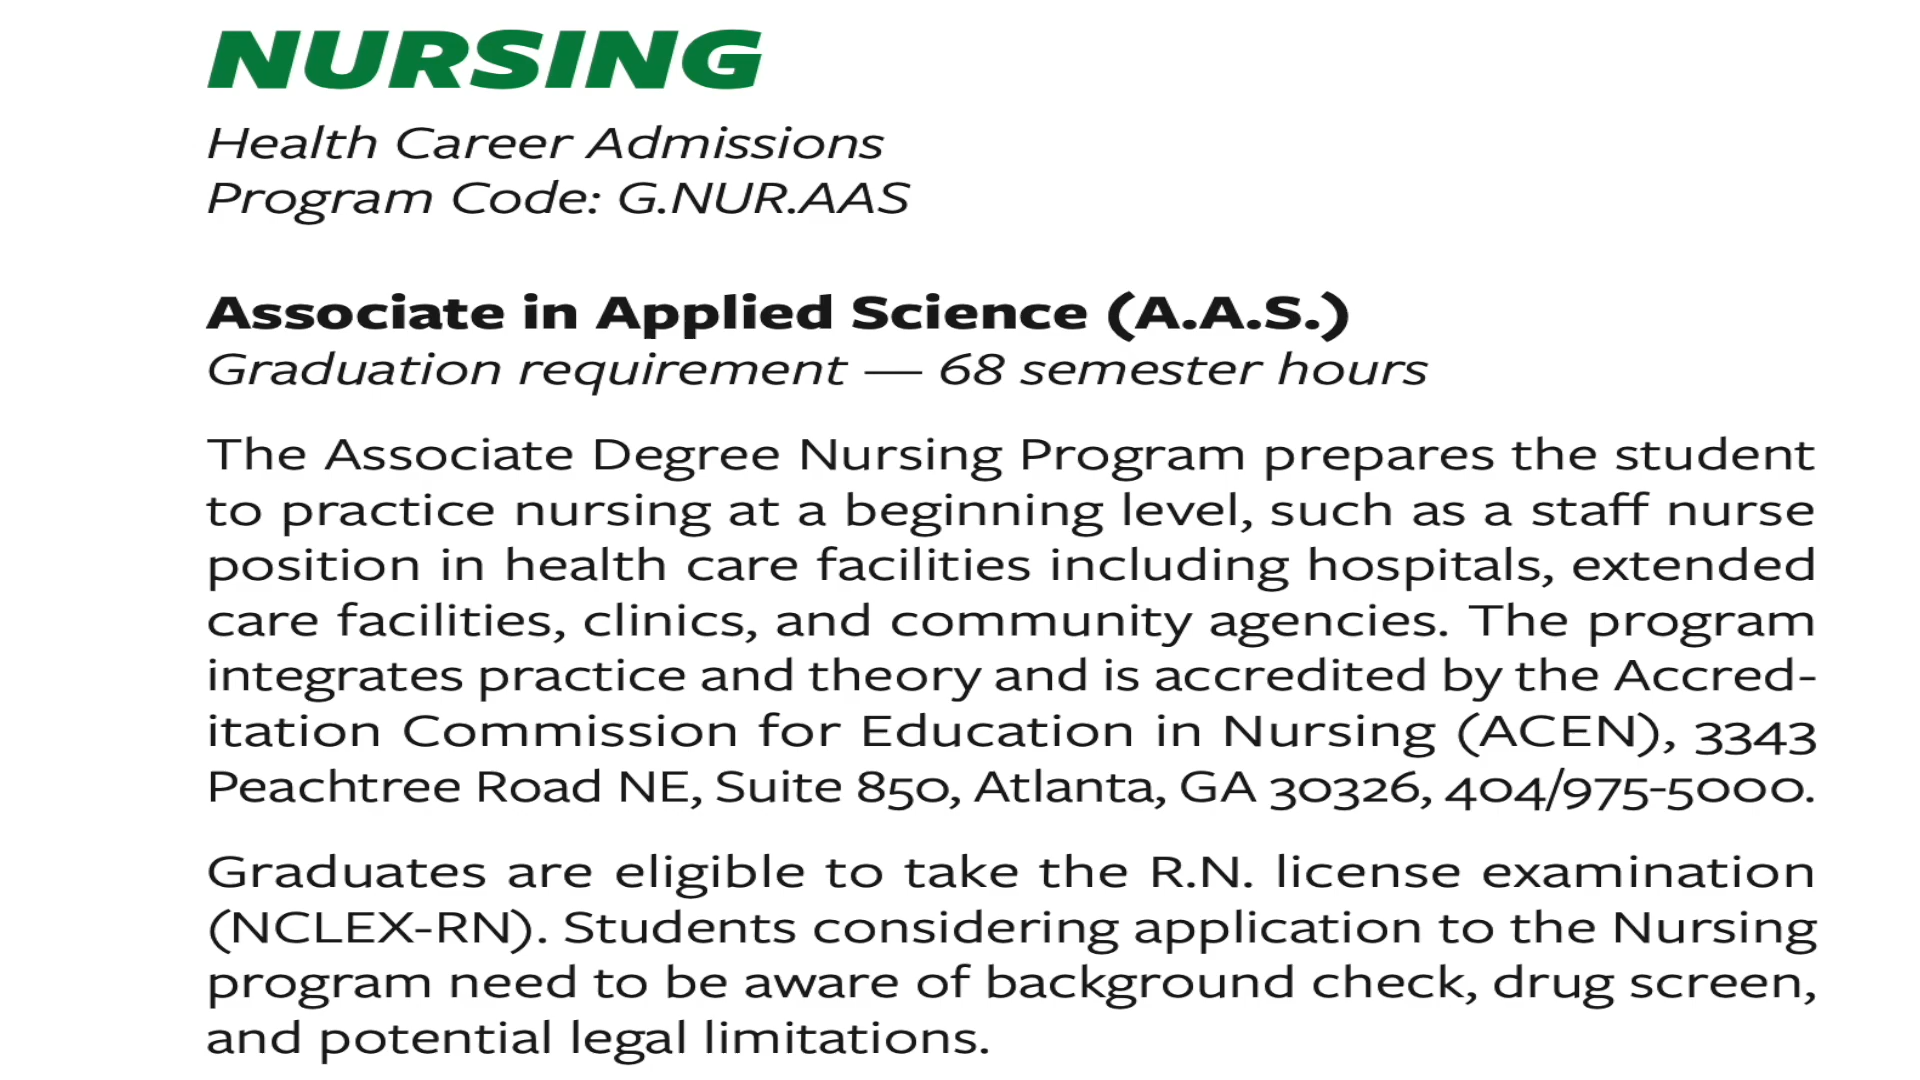 NURSING
Health Career Admissions
Program Code: G.NUR.AAS
Associate in Applied Science (A.A.S.)
Graduation requirement — 68 semester hours
The Associate Degree Nursing Program prepares the student
to practice nursing at a beginning level, such as a staff nurse
position in health care facilities including hospitals, extended
care facilities, clinics, and community agencies. The program
integrates practice and theory and is accredited by the Accred-
itation Commission for Education in Nursing (ACEN), 3343
Peachtree Road NE, Suite 850, Atlanta, GA 30326, 404/975-5000.
Graduates are eligible to take the R.N. license examination
(NCLEX-RN). Students considering application to the Nursing
program need to be aware of background check, drug screen,
and potential legal limitations.